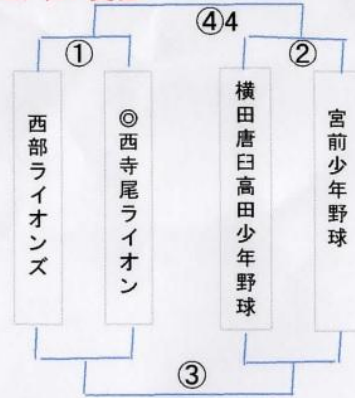 ④4
①
②
西部ライオンズ
◎西寺尾ライオン
横田唐臼高田少年野球
宮前少年野球
③